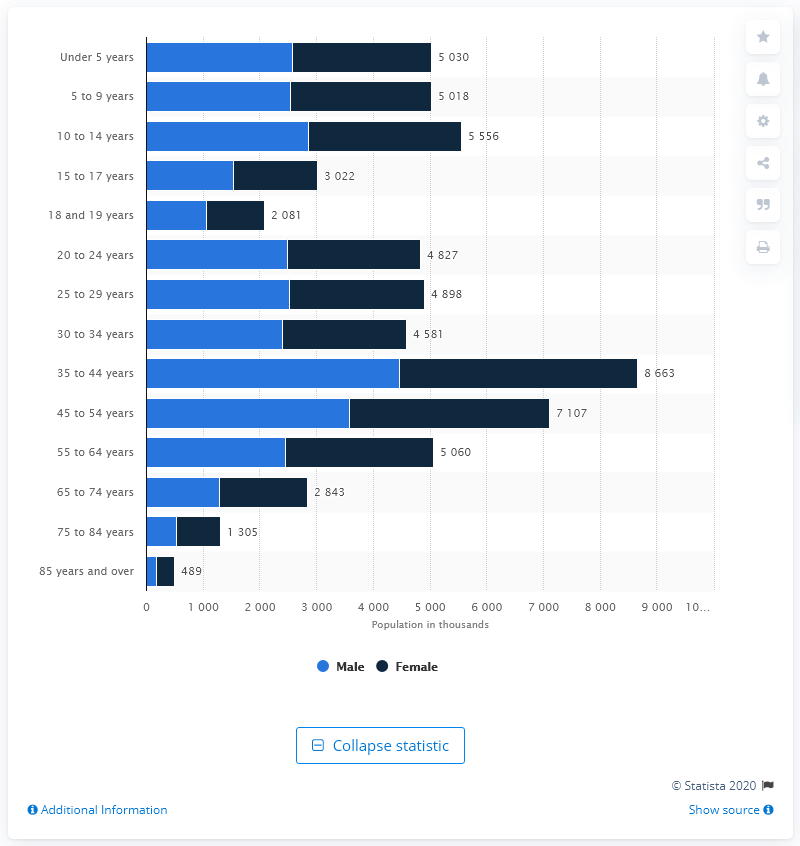 Under 5 years 5 030
5 to 9 years 5 018
10 to 14 years 5 556
15 to 17 years 3 022
18 and 19 years 2 081
20 to 24 years 4 827
25 to 29 years 4 898
30 to 34 years 4 581
35 to 44 years 8 663
45 to 54 years 7 107
55 to 64 years 5 060
65 to 74 years 2 843
75 to 84 years 1 305
85 years and over 489
0 1 000 2 000 3 000 4 000 5 000 6 000 7 000 8 000 9 000 10…
Population in thousands
Male Female
Collapse statistic
© Statista 2020
Additional Information Show source